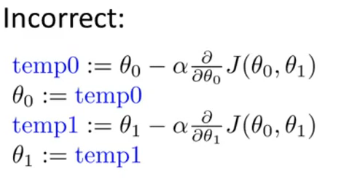 Incorrect:
temp0 := θ₀ − α ∂/∂θ₀ J(θ₀, θ₁)
θ₀ := temp0
temp1 := θ₁ − α ∂/∂θ₁ J(θ₀, θ₁)
θ₁ := temp1